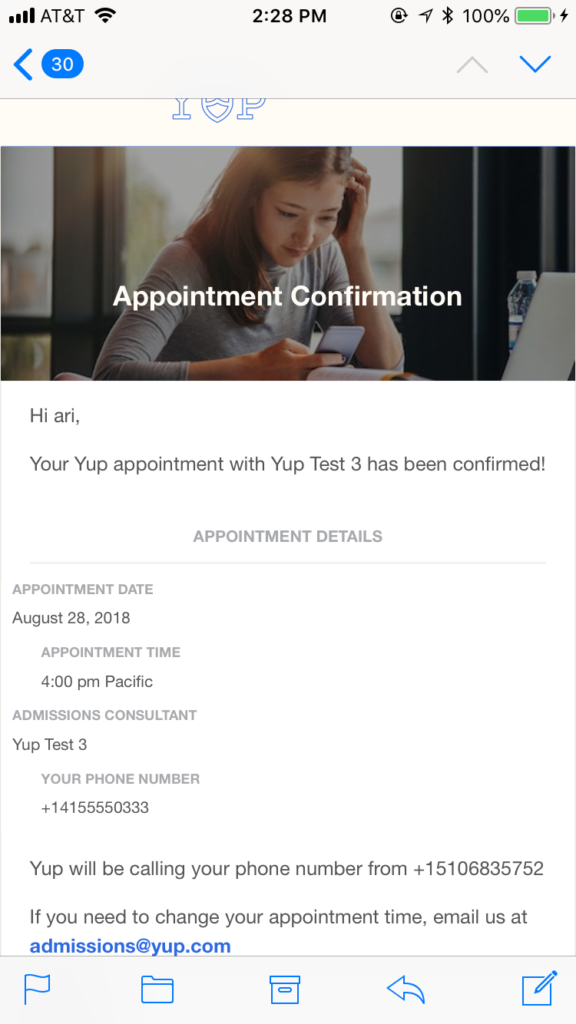 AT&T
2:28 PM
100%
30
YUP
Appointment Confirmation
Hi ari,
Your Yup appointment with Yup Test 3 has been confirmed!
APPOINTMENT DETAILS
APPOINTMENT DATE
August 28, 2018
APPOINTMENT TIME
4:00 pm Pacific
ADMISSIONS CONSULTANT
Yup Test 3
YOUR PHONE NUMBER
+14155550333
Yup will be calling your phone number from +15106835752
If you need to change your appointment time, email us at
admissions@yup.com